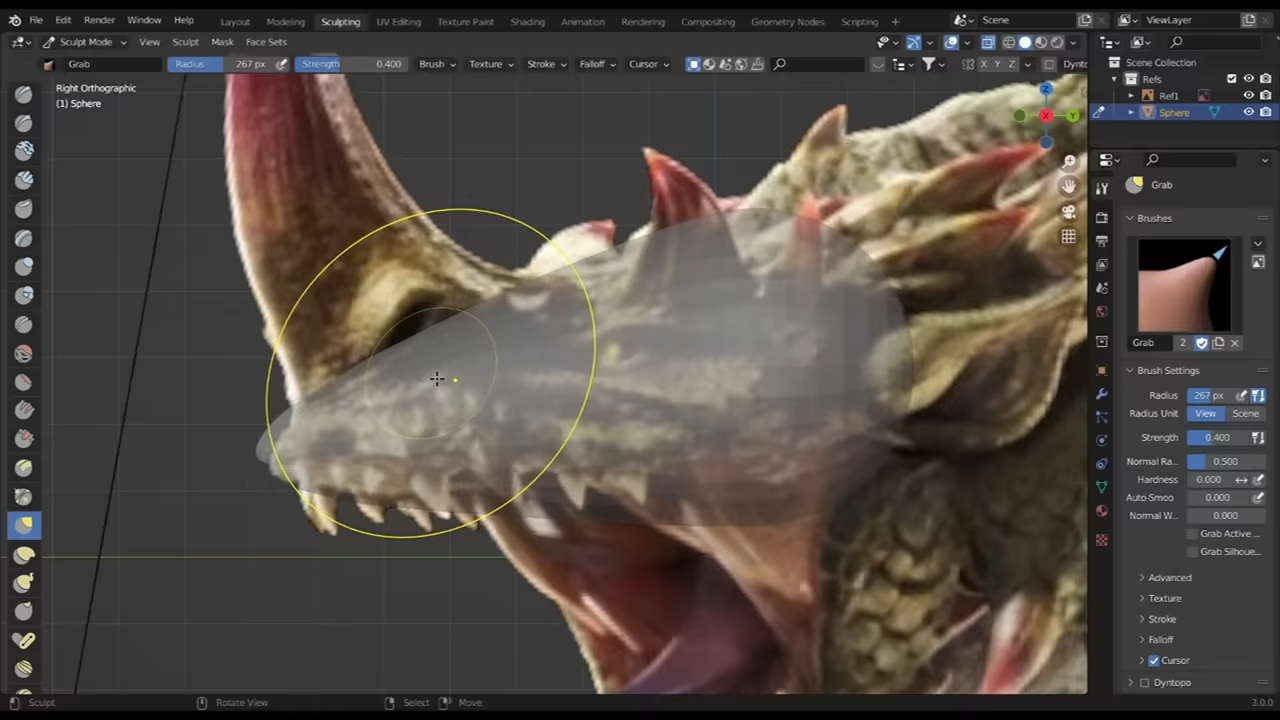 File Edit Render Window Help Layout Modeling Sculpting UV Editing Texture Paint Shading Animation Rendering Compositing Geometry Nodes Scripting + Scene ViewLayer
Sculpt Mode View Sculpt Mask Face Sets
Grab Radius 267 px Strength 0.400 Brush Texture Stroke Falloff Cursor X Y Z Dynto
Right Orthographic
(1) Sphere
Z
X
Y
Scene Collection
Refs
Ref1
Sphere
Grab
Brushes
Grab 2
Brush Settings
Radius 267 px
Radius Unit View Scene
Strength 0.400
Normal Ra... 0.500
Hardness 0.000
Auto-Smoo 0.000
Normal W... 0.000
Grab Active
Grab Silhoue...
Advanced
Texture
Stroke
Falloff
Cursor
Dyntopo
Sculpt Rotate View Select Move 3.0.0